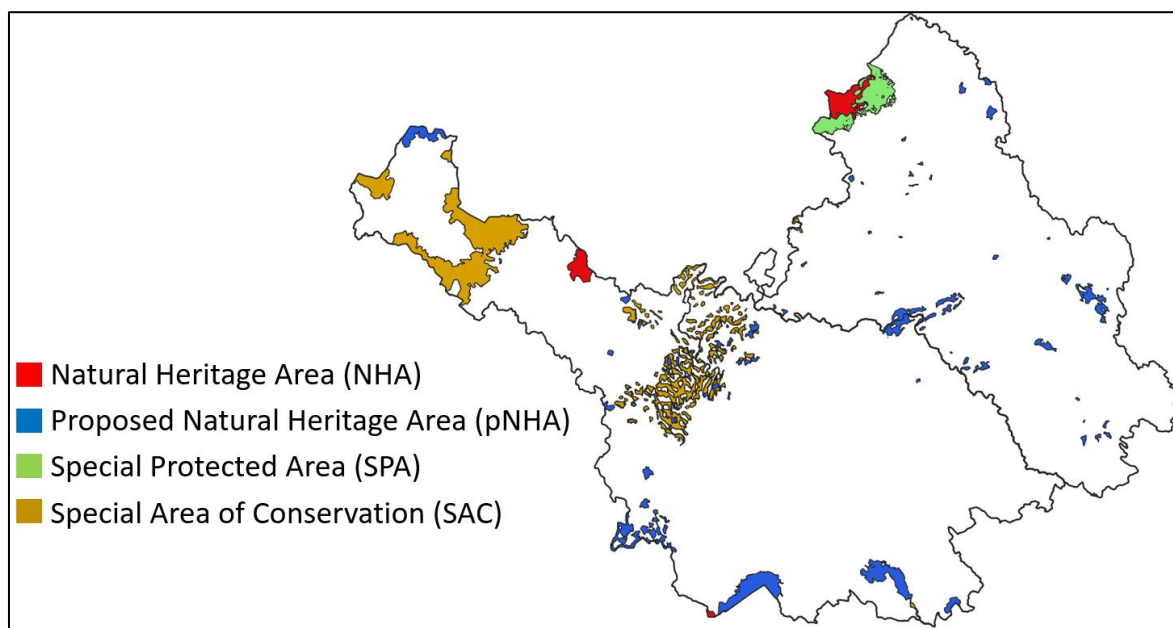 Natural Heritage Area (NHA)
Proposed Natural Heritage Area (pNHA)
Special Protected Area (SPA)
Special Area of Conservation (SAC)